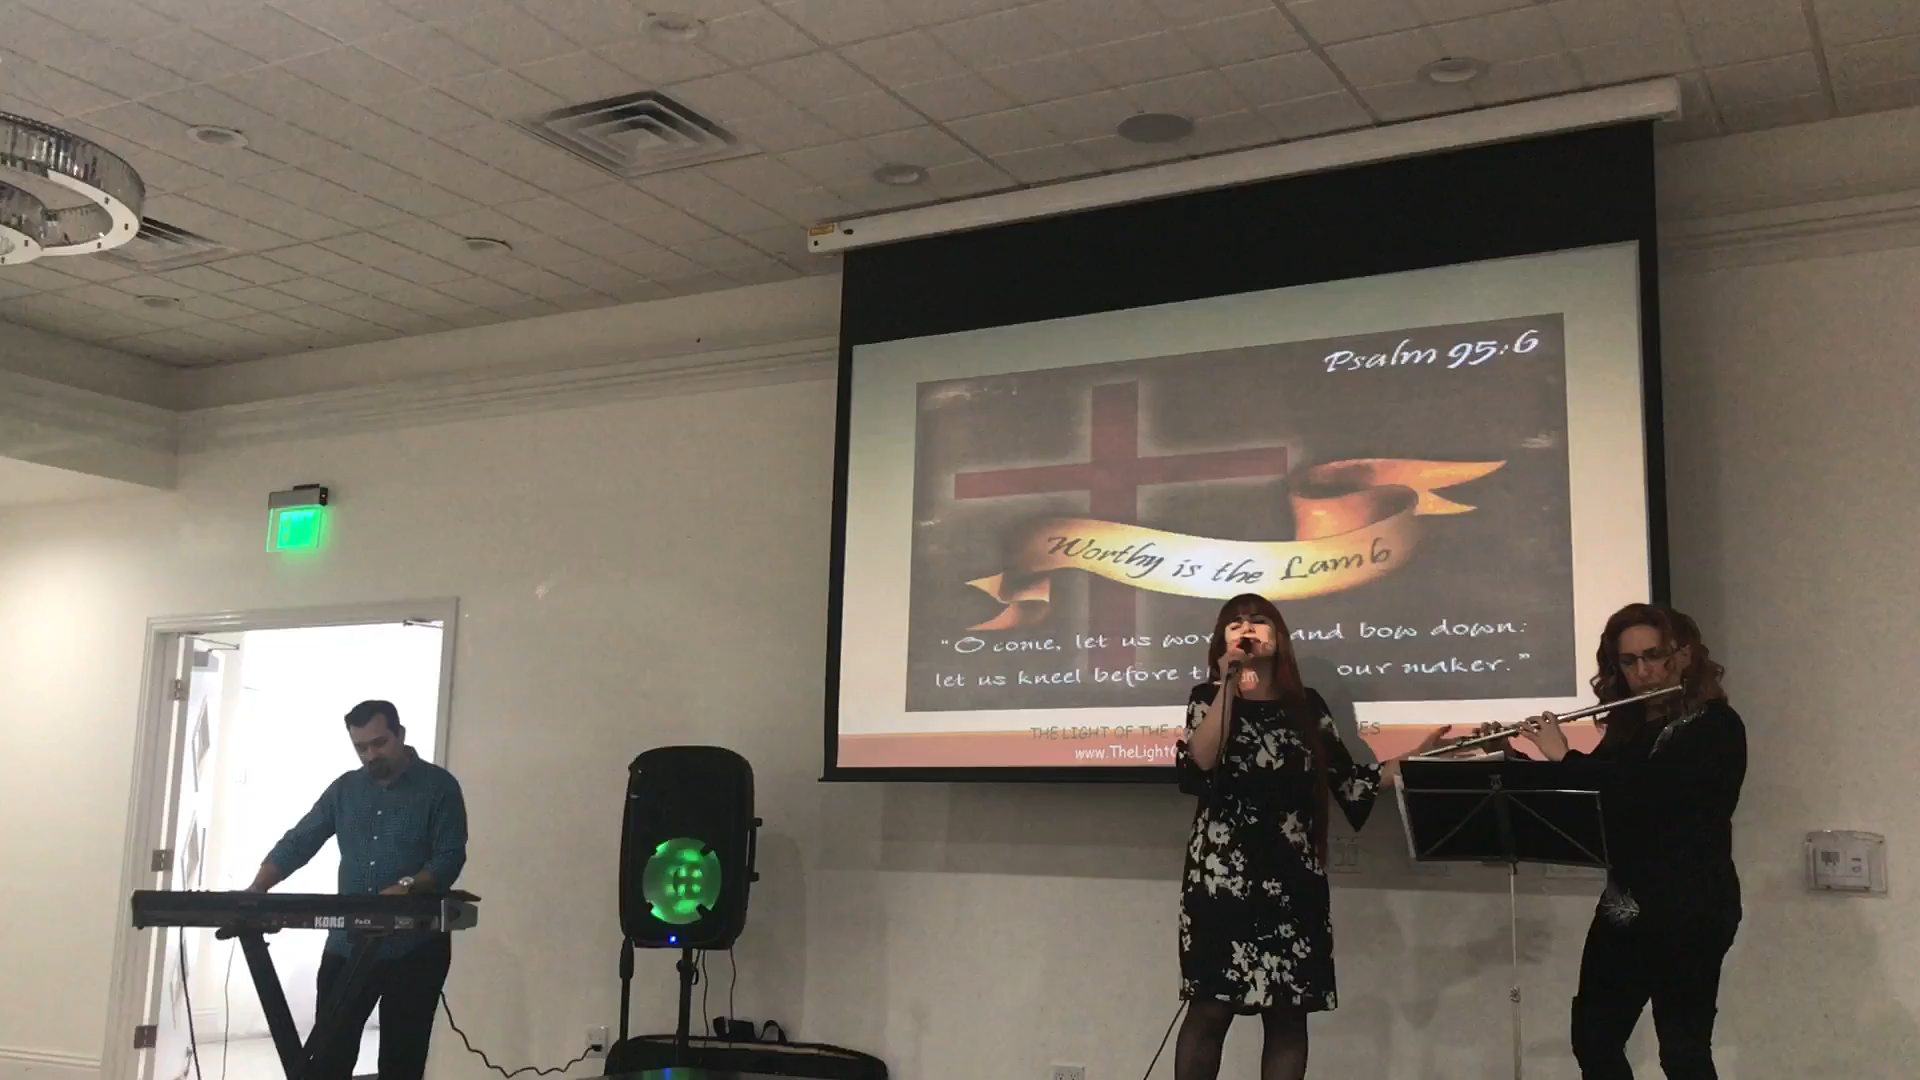 Psalm 95:6
Worthy is the Lamb
"O come, let us wor and bow down:
let us kneel before our maker."
THE LIGHT OF THE
www.TheLight
KORG